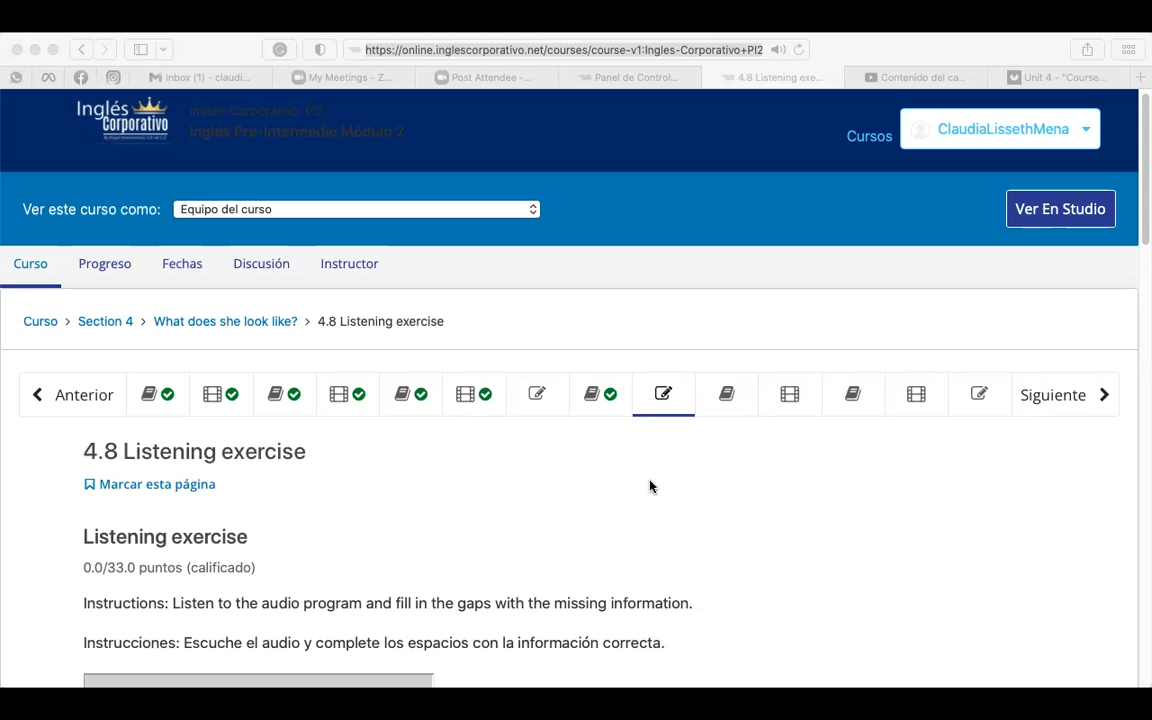 https://online.inglescorporativo.net/courses/course-v1:Ingles-Corporativo+PI2
Inbox (1) - claudi...
My Meetings - Z...
Post Attendee -...
Panel de Control...
4.8 Listening exe...
Contenido del ca...
Unit 4 - "Course...
Inglés
Corporativo
Ingles-Corporativo: PI2
Inglés Pre-Intermedio Módulo 2
Cursos
ClaudiaLissethMena
Ver este curso como:
Equipo del curso
Ver En Studio
Curso
Progreso
Fechas
Discusión
Instructor
Curso > Section 4 > What does she look like? > 4.8 Listening exercise
Anterior
Siguiente
4.8 Listening exercise
Marcar esta página
Listening exercise
0.0/33.0 puntos (calificado)
Instructions: Listen to the audio program and fill in the gaps with the missing information.
Instrucciones: Escuche el audio y complete los espacios con la información correcta.